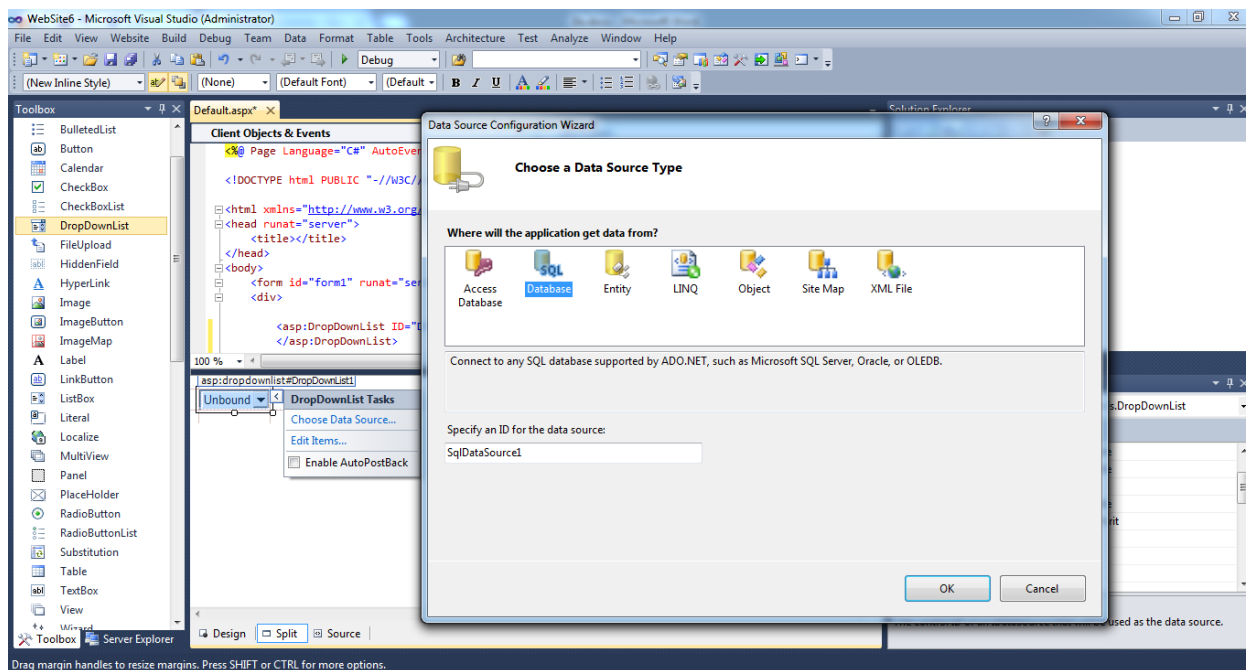 WebSite6 - Microsoft Visual Studio (Administrator)
File Edit View Website Build Debug Team Data Format Table Tools Architecture Test Analyze Window Help
Debug
(New Inline Style) (None) (Default Font) (Default B I U A
Toolbox
BulletedList
Button
Calendar
CheckBox
CheckBoxList
DropDownList
FileUpload
HiddenField
HyperLink
Image
ImageButton
ImageMap
Label
LinkButton
ListBox
Literal
Localize
MultiView
Panel
PlaceHolder
RadioButton
RadioButtonList
Substitution
Table
TextBox
View
Wizard
Toolbox Server Explorer
Default.aspx*
Client Objects & Events
<%@ Page Language="C#" AutoEver
<!DOCTYPE html PUBLIC "-//W3C//
<html xmlns="http://www.w3.org/
<head runat="server">
<title></title>
</head>
<body>
<form id="form1" runat="ser
<div>
<asp:DropDownList ID="D
</asp:DropDownList>
100 %
asp:dropdownlist#DropDownList1
Unbound
DropDownList Tasks
Choose Data Source...
Edit Items...
Enable AutoPostBack
Design Split Source
Data Source Configuration Wizard
Choose a Data Source Type
Where will the application get data from?
Access Database
Database
Entity
LINQ
Object
Site Map
XML File
Connect to any SQL database supported by ADO.NET, such as Microsoft SQL Server, Oracle, or OLEDB.
Specify an ID for the data source:
SqlDataSource1
OK Cancel
Solution Explorer
s.DropDownList
rit
used as the data source.
Drag margin handles to resize margins. Press SHIFT or CTRL for more options.